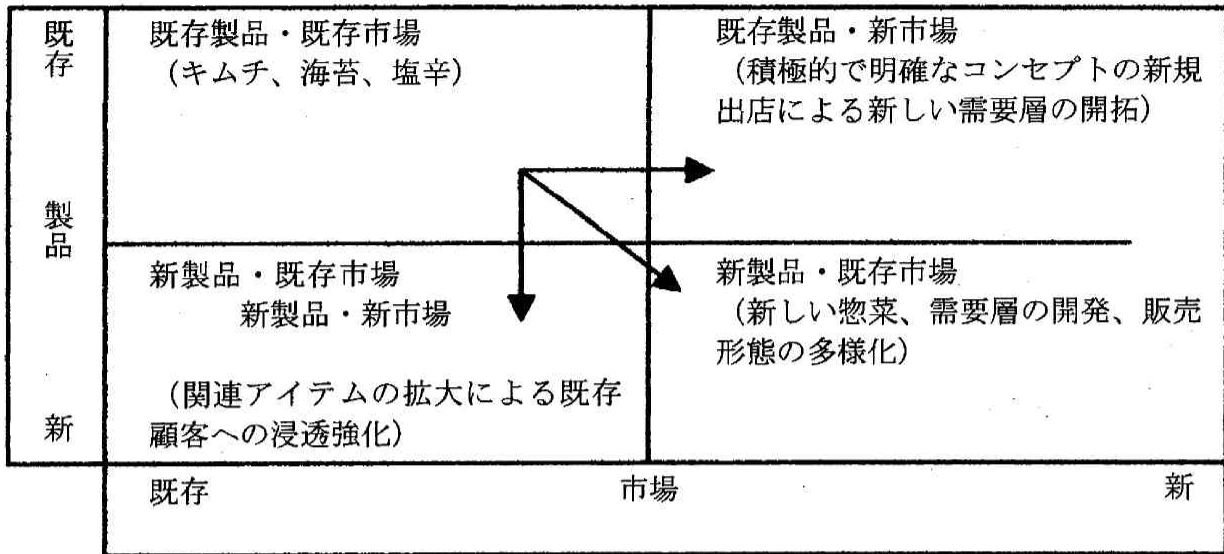 既存
製品
新
既存製品・既存市場
（キムチ、海苔、塩辛）
既存製品・新市場
（積極的で明確なコンセプトの新規
出店による新しい需要層の開拓）
新製品・既存市場
新製品・新市場
（関連アイテムの拡大による既存
顧客への浸透強化）
新製品・既存市場
（新しい惣菜、需要層の開発、販売
形態の多様化）
既存 市場 新